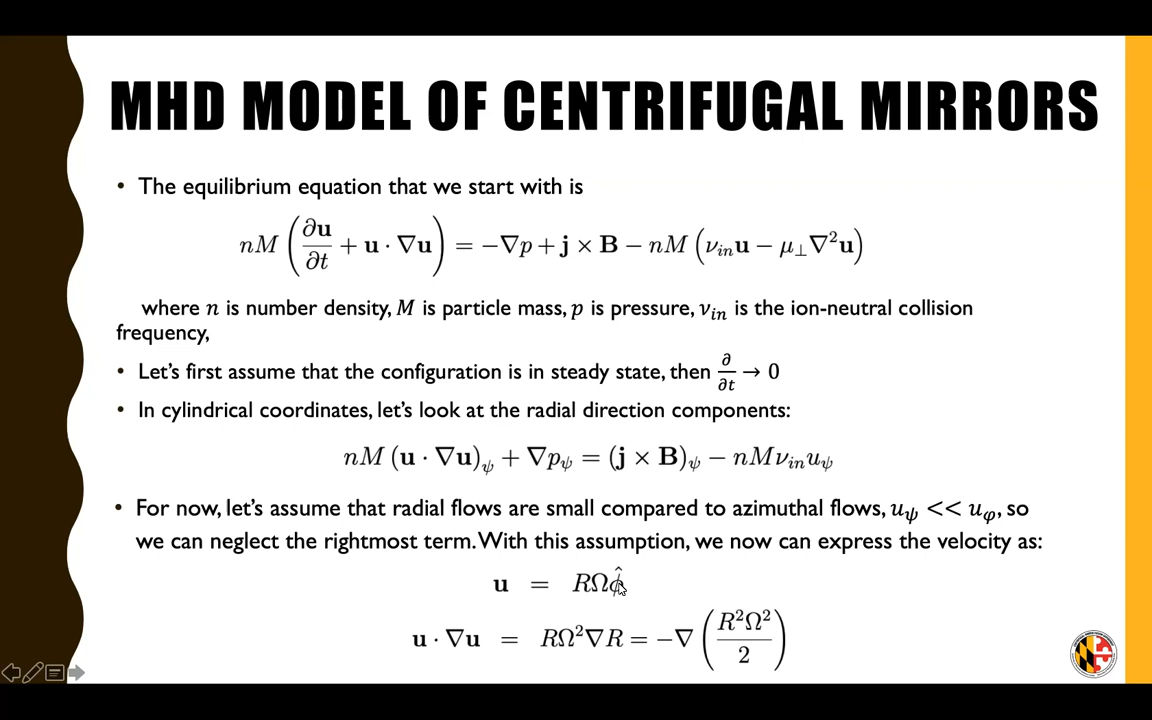 MHD MODEL OF CENTRIFUGAL MIRRORS
• The equilibrium equation that we start with is
nM (∂u/∂t + u · ∇u) = −∇p + j × B − nM (ν_in u − μ_⊥ ∇²u)
where n is number density, M is particle mass, p is pressure, ν_in is the ion-neutral collision
frequency,
• Let's first assume that the configuration is in steady state, then ∂/∂t → 0
• In cylindrical coordinates, let's look at the radial direction components:
nM (u · ∇u)_ψ + ∇p_ψ = (j × B)_ψ − nMν_in u_ψ
• For now, let's assume that radial flows are small compared to azimuthal flows, u_ψ << u_φ, so
we can neglect the rightmost term. With this assumption, we now can express the velocity as:
u = RΩϕ̂
u · ∇u = RΩ²∇R = −∇ (R²Ω²/2)